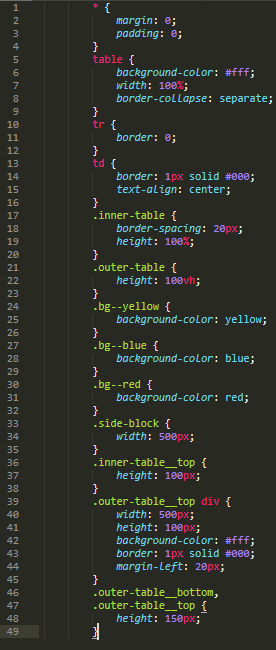 1 * {
2 margin: 0;
3 padding: 0;
4 }
5 table {
6 background-color: #fff;
7 width: 100%;
8 border-collapse: separate;
9 }
10 tr {
11 border: 0;
12 }
13 td {
14 border: 1px solid #000;
15 text-align: center;
16 }
17 .inner-table {
18 border-spacing: 20px;
19 height: 100%;
20 }
21 .outer-table {
22 height: 100vh;
23 }
24 .bg--yellow {
25 background-color: yellow;
26 }
27 .bg--blue {
28 background-color: blue;
29 }
30 .bg--red {
31 background-color: red;
32 }
33 .side-block {
34 width: 500px;
35 }
36 .inner-table__top {
37 height: 100px;
38 }
39 .outer-table__top div {
40 width: 500px;
41 height: 100px;
42 background-color: #fff;
43 border: 1px solid #000;
44 margin-left: 20px;
45 }
46 .outer-table__bottom,
47 .outer-table__top {
48 height: 150px;
49 }